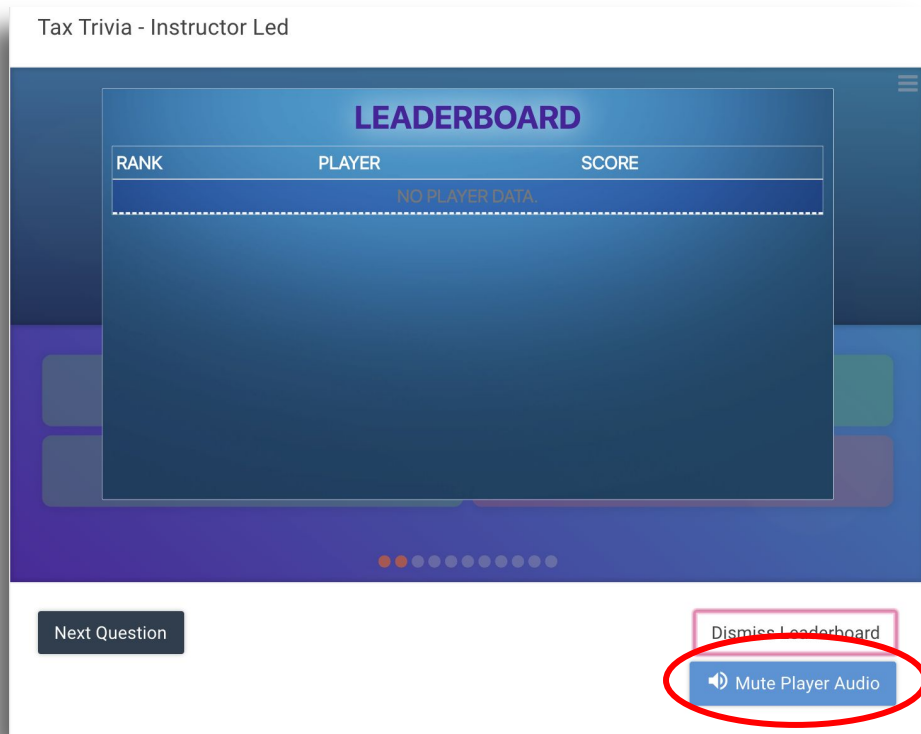 Tax Trivia - Instructor Led
LEADERBOARD
RANK PLAYER SCORE
NO PLAYER DATA.
Next Question
Dismiss Leaderboard
Mute Player Audio